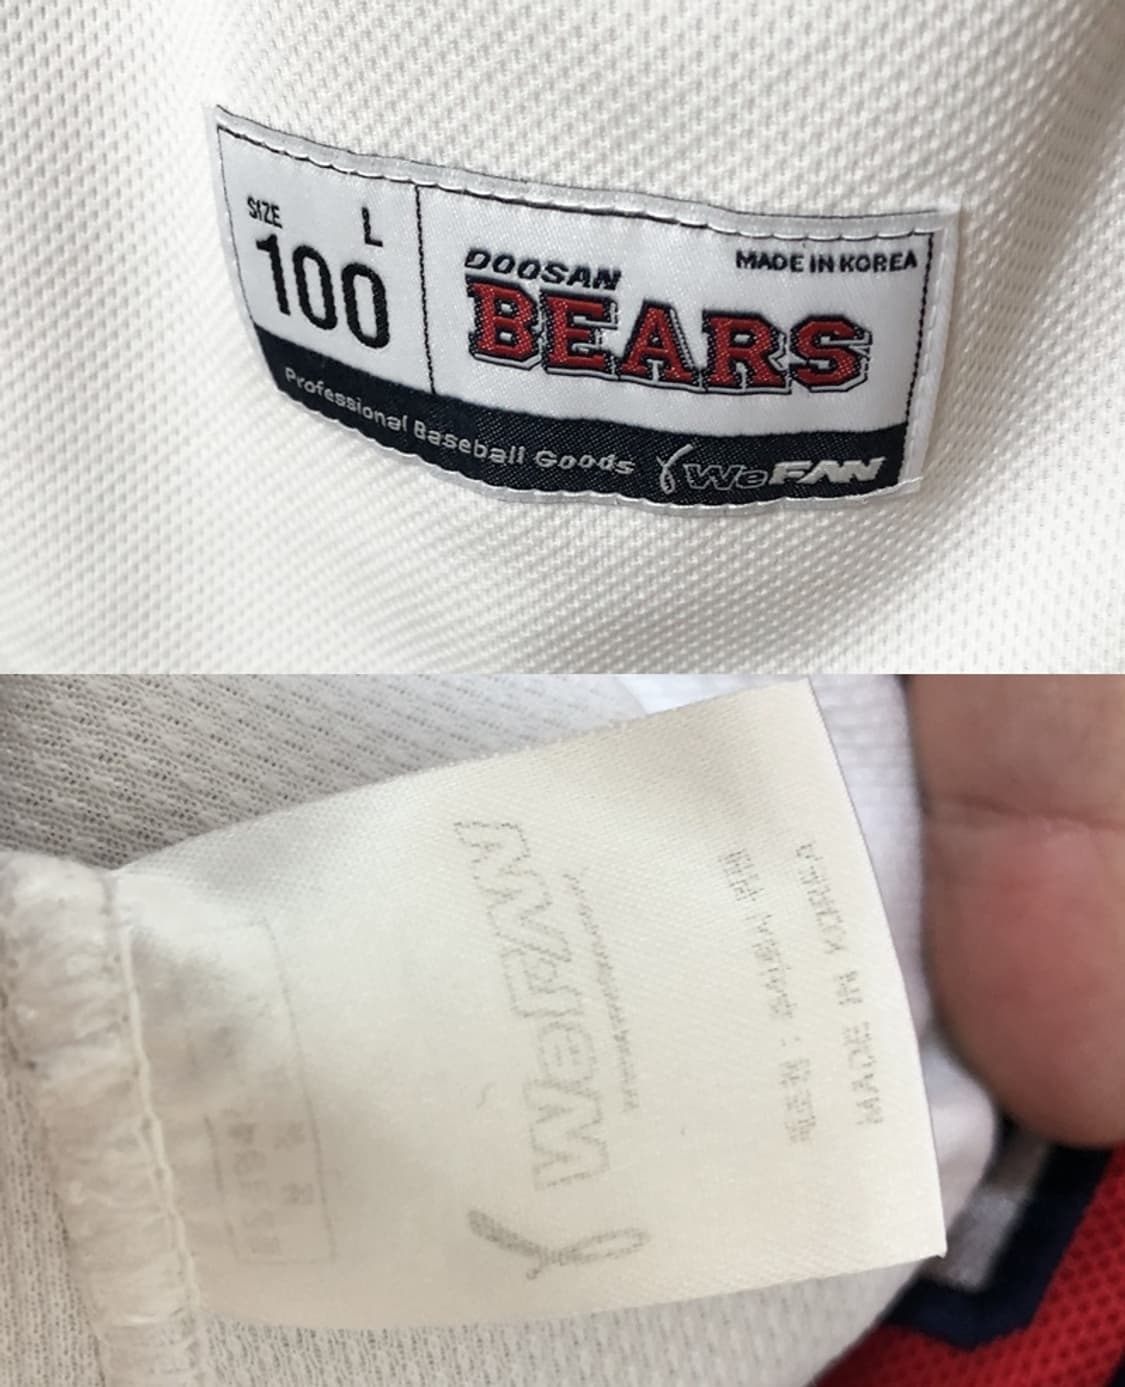 SIZE L
100
DOOSAN
BEARS
MADE IN KOREA
Professional Baseball Goods WeFAN
WeFAN
MADE IN KOREA